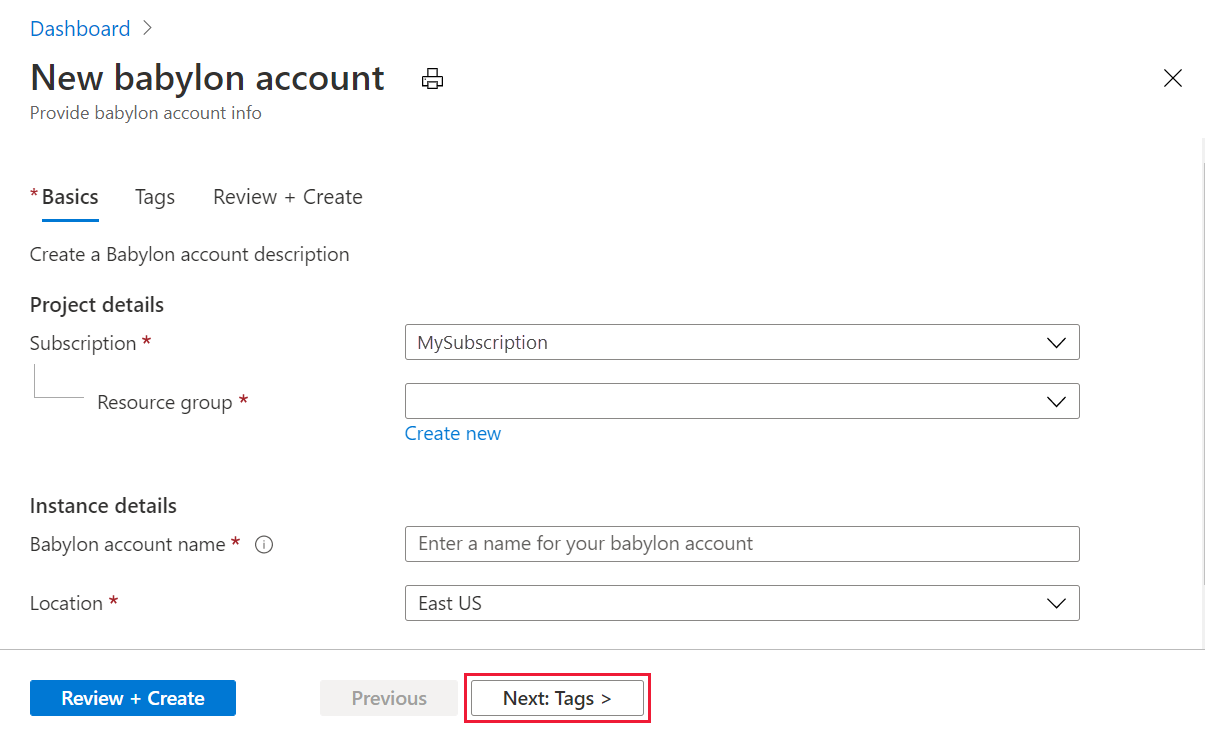 Dashboard >
New babylon account
Provide babylon account info
* Basics Tags Review + Create
Create a Babylon account description
Project details
Subscription * MySubscription
Resource group *
Create new
Instance details
Babylon account name * Enter a name for your babylon account
Location * East US
Review + Create Previous Next: Tags >